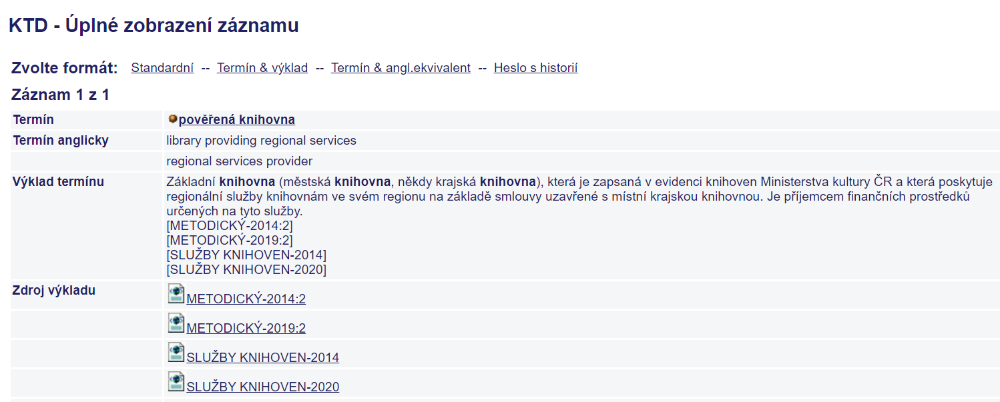 KTD - Úplné zobrazení záznamu
Zvolte formát: Standardní -- Termín & výklad -- Termín & angl.ekvivalent -- Heslo s historií
Záznam 1 z 1
Termín pověřená knihovna
Termín anglicky library providing regional services
regional services provider
Výklad termínu Základní knihovna (městská knihovna, někdy krajská knihovna), která je zapsaná v evidenci knihoven Ministerstva kultury ČR a která poskytuje
regionální služby knihovnám ve svém regionu na základě smlouvy uzavřené s místní krajskou knihovnou. Je příjemcem finančních prostředků
určených na tyto služby.
[METODICKÝ-2014:2]
[METODICKÝ-2019:2]
[SLUŽBY KNIHOVEN-2014]
[SLUŽBY KNIHOVEN-2020]
Zdroj výkladu METODICKÝ-2014:2
METODICKÝ-2019:2
SLUŽBY KNIHOVEN-2014
SLUŽBY KNIHOVEN-2020